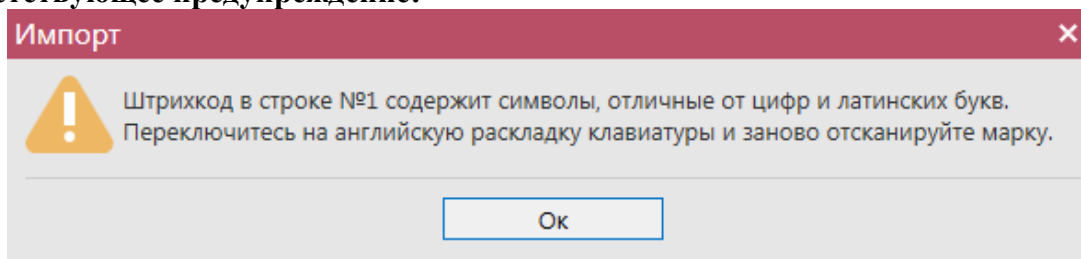 предупреждение:
Импорт
Штрихкод в строке №1 содержит символы, отличные от цифр и латинских букв.
Переключитесь на английскую раскладку клавиатуры и заново отсканируйте марку.
Ок